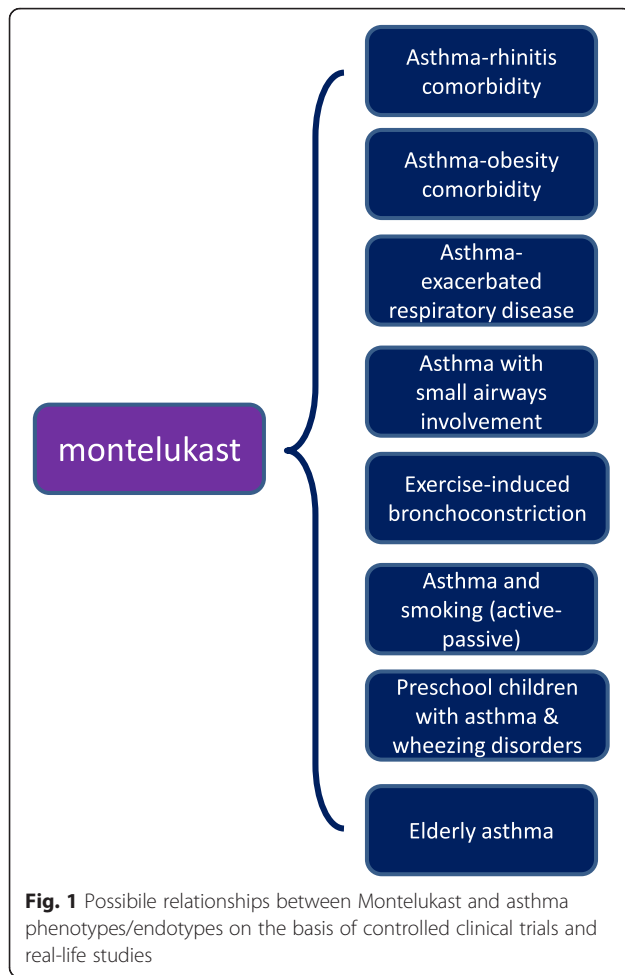 Asthma-rhinitis
comorbidity
Asthma-obesity
comorbidity
Asthma-
exacerbated
respiratory disease
Asthma with
small airways
involvement
montelukast
Exercise-induced
bronchoconstriction
Asthma and
smoking (active-
passive)
Preschool children
with asthma &
wheezing disorders
Elderly asthma
Fig. 1 Possibile relationships between Montelukast and asthma
phenotypes/endotypes on the basis of controlled clinical trials and
real-life studies